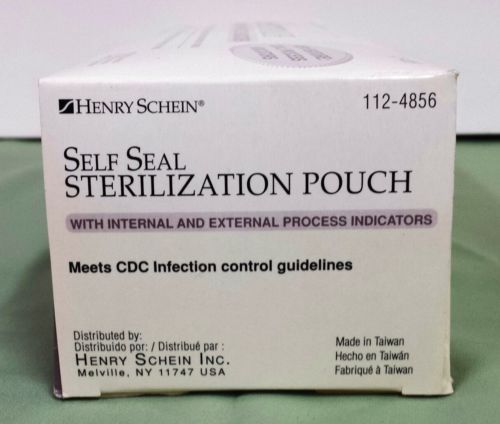 HENRY SCHEIN®
112-4856
SELF SEAL
STERILIZATION POUCH
WITH INTERNAL AND EXTERNAL PROCESS INDICATORS
Meets CDC Infection control guidelines
Distributed by:
Distribuido por: / Distribué par :
HENRY SCHEIN INC.
Melville, NY 11747 USA
Made in Taiwan
Hecho en Taiwán
Fabriqué à Taiwan